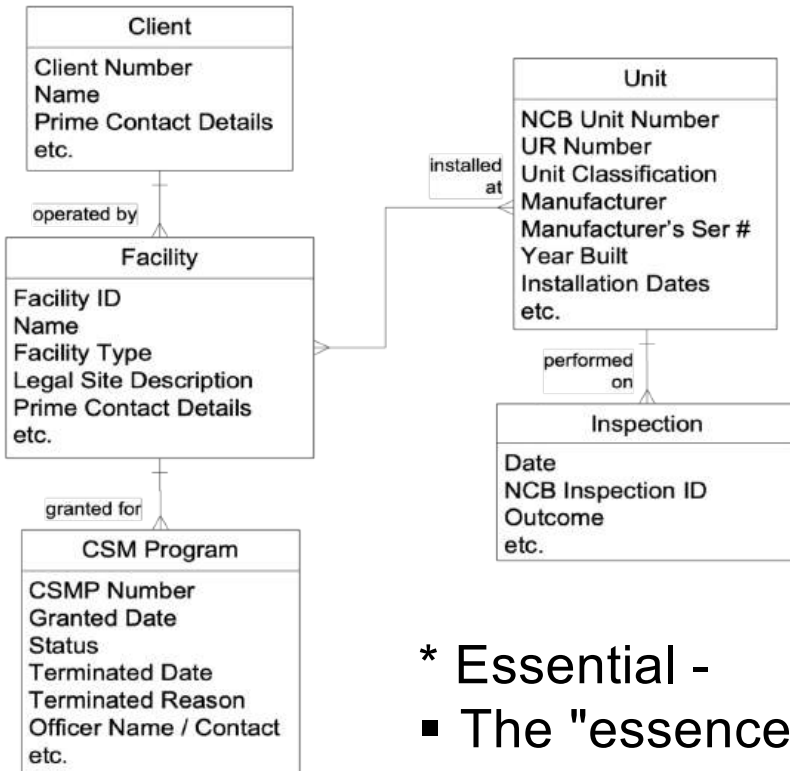 Client
Client Number
Name
Prime Contact Details
etc.
operated by
Facility
Facility ID
Name
Facility Type
Legal Site Description
Prime Contact Details
etc.
granted for
CSM Program
CSMP Number
Granted Date
Status
Terminated Date
Terminated Reason
Officer Name / Contact
etc.
installed
at
Unit
NCB Unit Number
UR Number
Unit Classification
Manufacturer
Manufacturer's Ser #
Year Built
Installation Dates
etc.
performed
on
Inspection
Date
NCB Inspection ID
Outcome
etc.
* Essential -
▪ The "essence